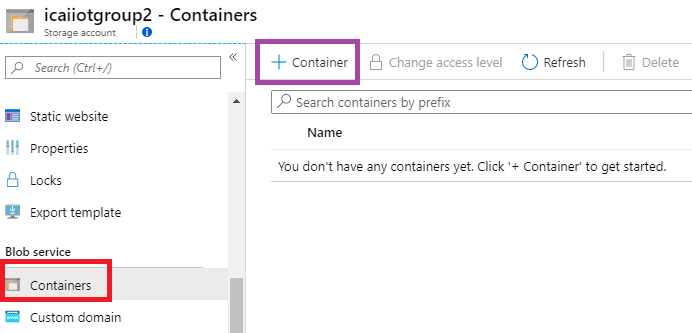 icaiiotgroup2 - Containers
Storage account
Search (Ctrl+/)
Static website
Properties
Locks
Export template
Blob service
Containers
Custom domain
+ Container
Change access level
Refresh
Delete
Search containers by prefix
Name
You don't have any containers yet. Click '+ Container' to get started.